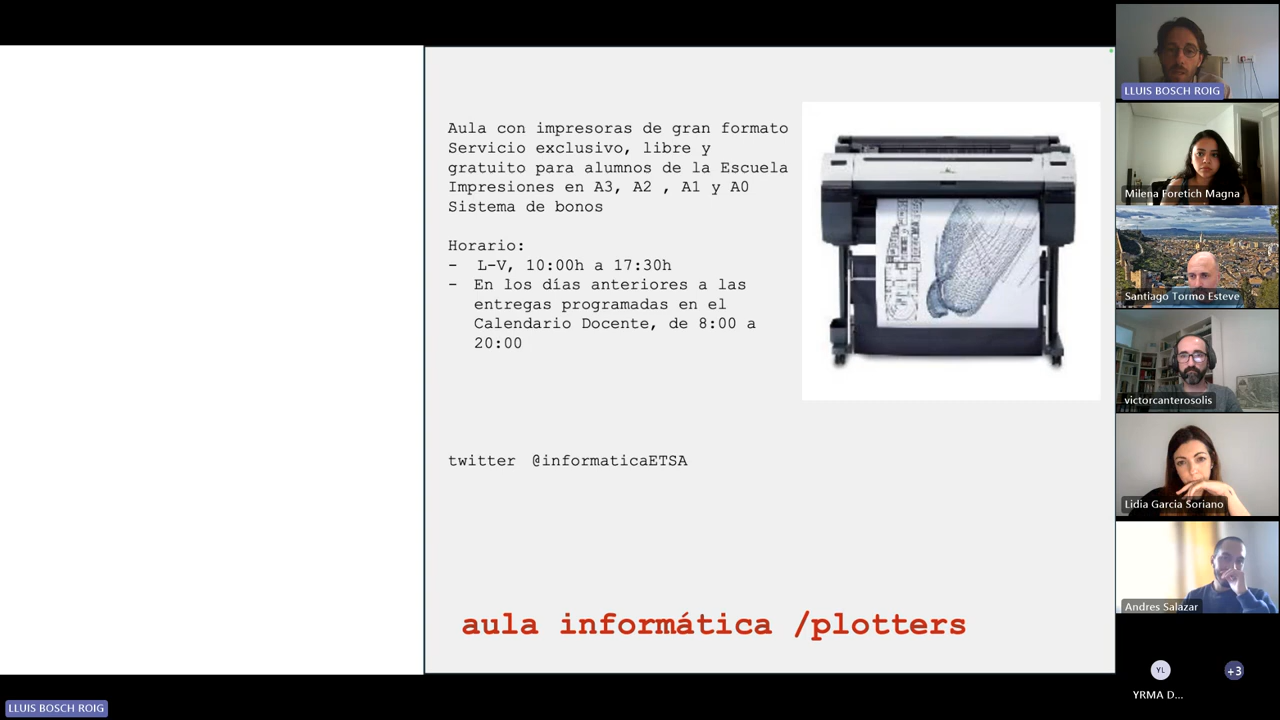 Aula con impresoras de gran formato
Servicio exclusivo, libre y
gratuito para alumnos de la Escuela
Impresiones en A3, A2 , A1 y A0
Sistema de bonos
Horario:
- L-V, 10:00h a 17:30h
- En los días anteriores a las
entregas programadas en el
Calendario Docente, de 8:00 a
20:00
twitter @informaticaETSA
aula informática /plotters
LLUIS BOSCH ROIG
Milena Foretich Magna
Santiago Tormo Esteve
victorcanterosolis
Lidia Garcia Soriano
Andres Salazar
YL
+3
YRMA D...
LLUIS BOSCH ROIG